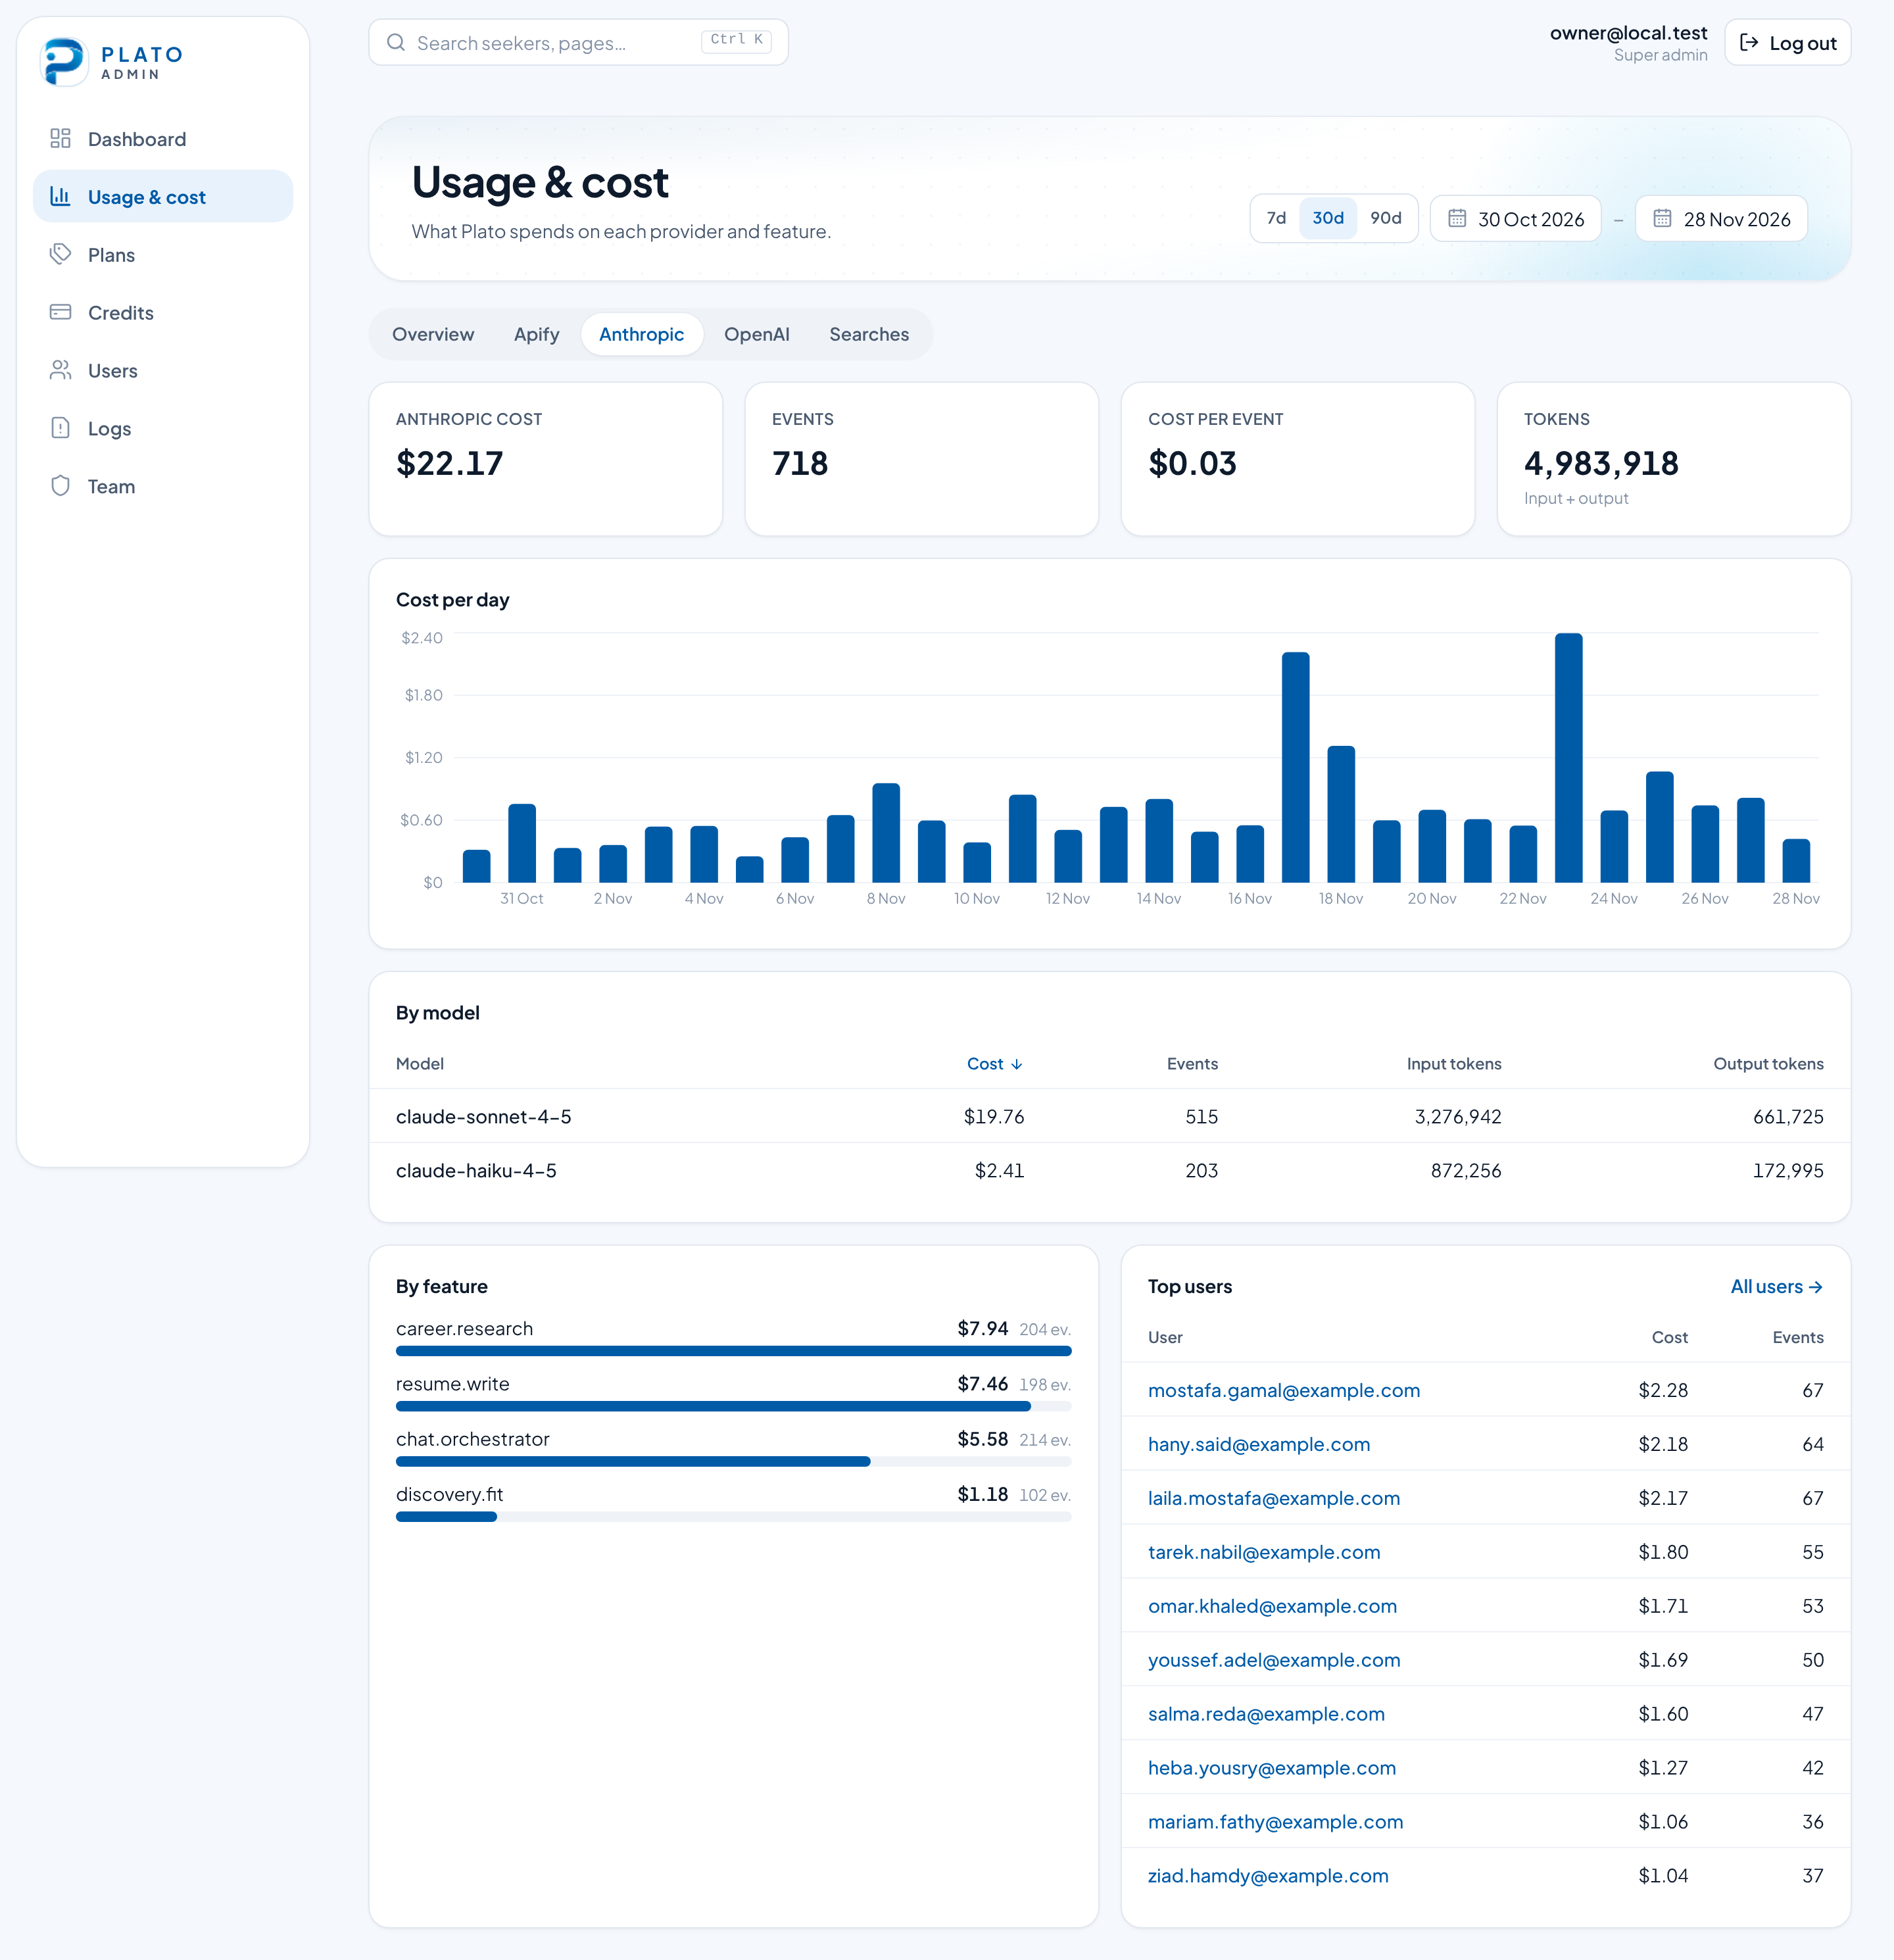 PLATO
ADMIN
Dashboard
Usage & cost
Plans
Credits
Users
Logs
Team
Search seekers, pages...
Ctrl K
owner@local.test
Super admin
Log out
Usage & cost
What Plato spends on each provider and feature.
7d 30d 90d 30 Oct 2026 – 28 Nov 2026
Overview Apify Anthropic OpenAI Searches
ANTHROPIC COST
$22.17
EVENTS
718
COST PER EVENT
$0.03
TOKENS
4,983,918
Input + output
Cost per day
$2.40
$1.80
$1.20
$0.60
$0
31 Oct 2 Nov 4 Nov 6 Nov 8 Nov 10 Nov 12 Nov 14 Nov 16 Nov 18 Nov 20 Nov 22 Nov 24 Nov 26 Nov 28 Nov
By model
Model Cost ↓ Events Input tokens Output tokens
claude-sonnet-4-5 $19.76 515 3,276,942 661,725
claude-haiku-4-5 $2.41 203 872,256 172,995
By feature
career.research $7.94 204 ev.
resume.write $7.46 198 ev.
chat.orchestrator $5.58 214 ev.
discovery.fit $1.18 102 ev.
Top users All users →
User Cost Events
mostafa.gamal@example.com $2.28 67
hany.said@example.com $2.18 64
laila.mostafa@example.com $2.17 67
tarek.nabil@example.com $1.80 55
omar.khaled@example.com $1.71 53
youssef.adel@example.com $1.69 50
salma.reda@example.com $1.60 47
heba.yousry@example.com $1.27 42
mariam.fathy@example.com $1.06 36
ziad.hamdy@example.com $1.04 37